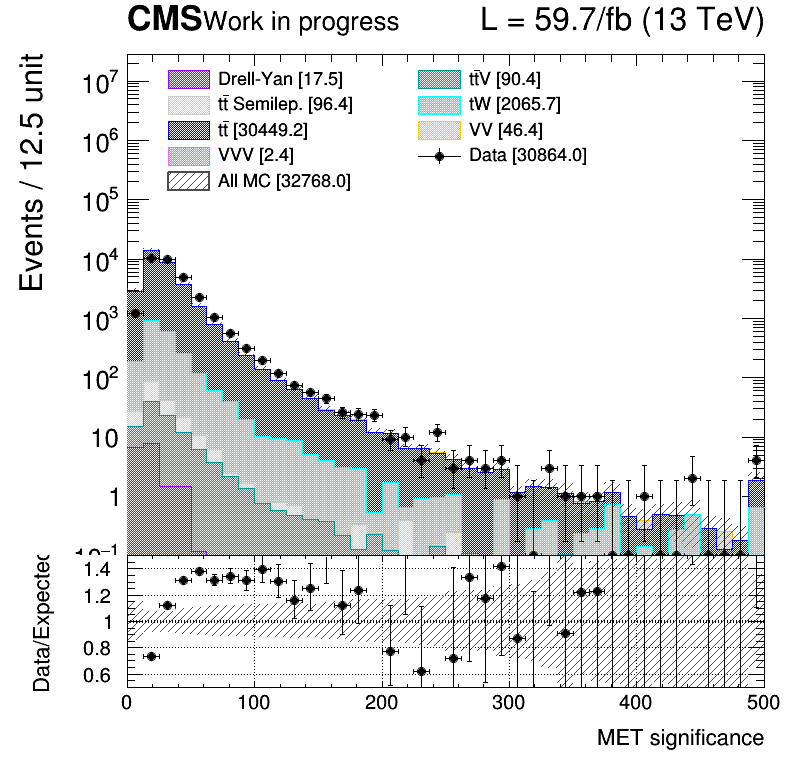 CMS Work in progress L = 59.7/fb (13 TeV)
Events / 12.5 unit
10⁷
10⁶
10⁵
10⁴
10³
10²
10
1
10⁻¹
Drell-Yan [17.5]
tt̄ Semilep. [96.4]
tt̄ [30449.2]
VVV [2.4]
All MC [32768.0]
tt̄V [90.4]
tW [2065.7]
VV [46.4]
Data [30864.0]
Data/Expected
1.4
1.2
1
0.8
0.6
0 100 200 300 400 500
MET significance